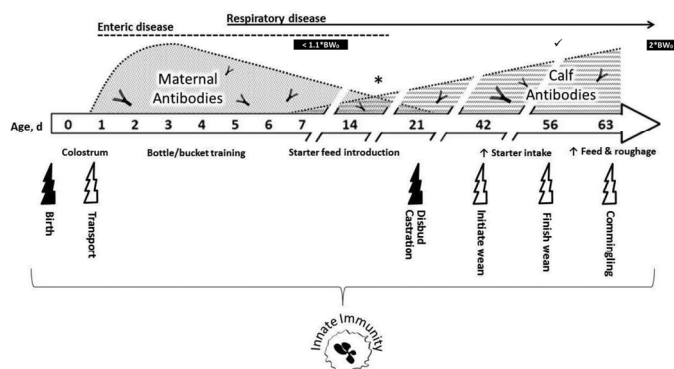 Respiratory disease
Enteric disease
< 1.1*BW₀
2*BW₀
✓
*
Maternal
Antibodies
Calf
Antibodies
Age, d 0 1 2 3 4 5 6 7 14 21 42 56 63
Colostrum Bottle/bucket training Starter feed introduction ↑ Starter intake ↑ Feed & roughage
Birth
Transport
Disbud
Castration
Initiate wean
Finish wean
Commingling
Innate Immunity